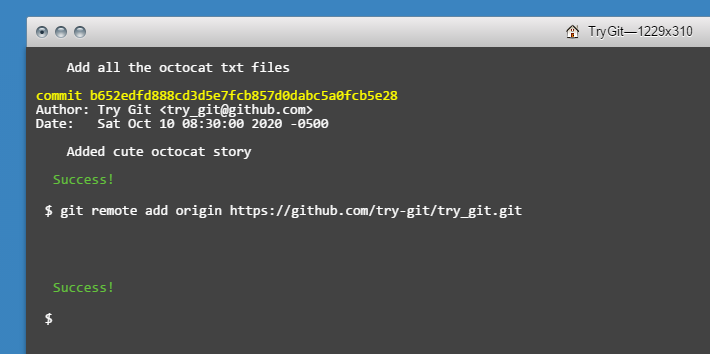 TryGit—1229x310
Add all the octocat txt files
commit b652edfd888cd3d5e7fcb857d0dabc5a0fcb5e28
Author: Try Git <try_git@github.com>
Date:   Sat Oct 10 08:30:00 2020 -0500
Added cute octocat story
Success!
$ git remote add origin https://github.com/try-git/try_git.git
Success!
$